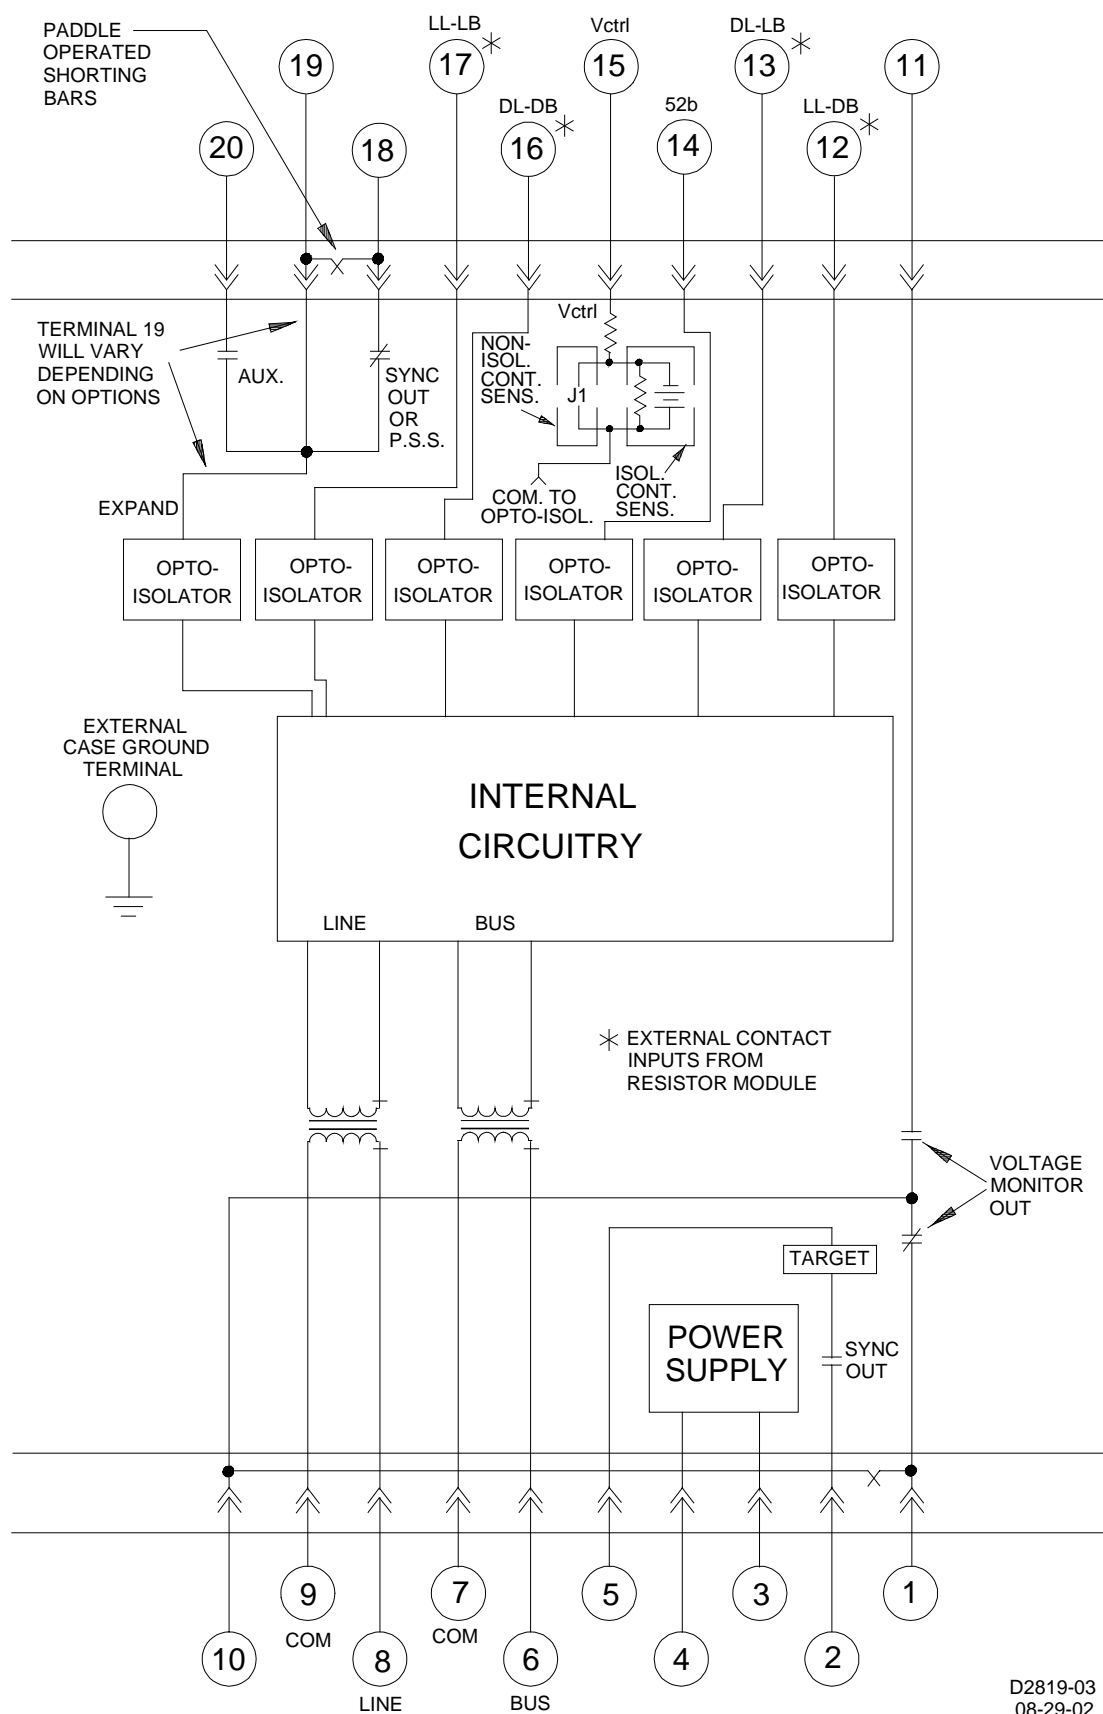 PADDLE
OPERATED
SHORTING
BARS
19
LL-LB
17
Vctrl
15
DL-LB
13
11
20
18
DL-DB
16
52b
14
LL-DB
12
TERMINAL 19
WILL VARY
DEPENDING
ON OPTIONS
AUX.
SYNC
OUT
OR
P.S.S.
Vctrl
NON-
ISOL.
CONT.
SENS.
J1
ISOL.
CONT.
SENS.
COM. TO
OPTO-ISOL.
EXPAND
OPTO-
ISOLATOR
OPTO-
ISOLATOR
OPTO-
ISOLATOR
OPTO-
ISOLATOR
OPTO-
ISOLATOR
OPTO-
ISOLATOR
EXTERNAL
CASE GROUND
TERMINAL
INTERNAL
CIRCUITRY
LINE
BUS
EXTERNAL CONTACT
INPUTS FROM
RESISTOR MODULE
VOLTAGE
MONITOR
OUT
TARGET
POWER
SUPPLY
SYNC
OUT
9
COM
7
COM
5
3
1
10
8
LINE
6
BUS
4
2
D2819-03
08-29-02